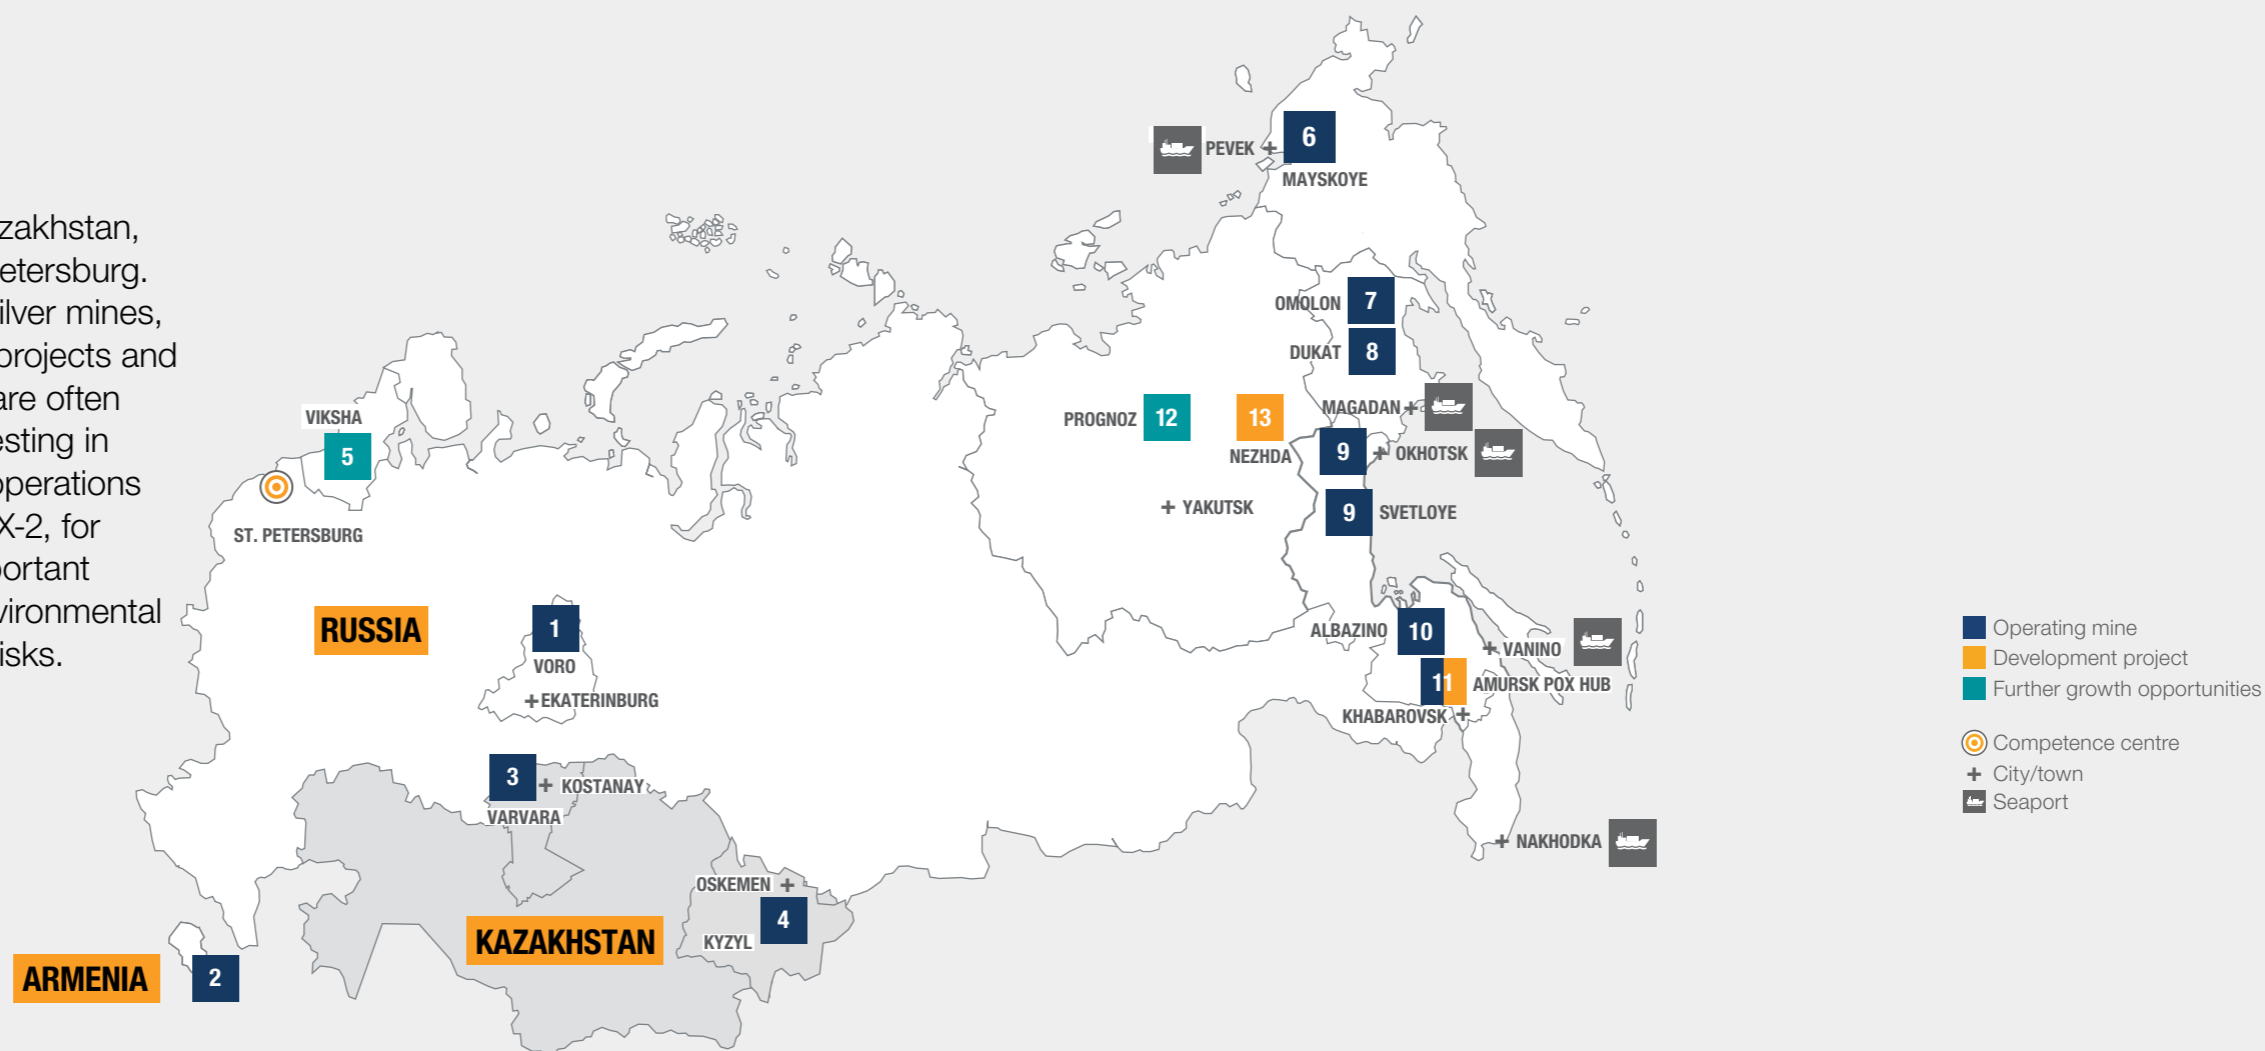 zakhstan,
etersburg.
ilver mines,
projects and
are often
esting in
operations
X-2, for
portant
vironmental
isks.
PEVEK
6
MAYSKOYE
OMOLON
7
DUKAT
8
VIKSHA
5
PROGNOZ
12
13
NEZHDA
MAGADAN
9
OKHOTSK
YAKUTSK
9
SVETLOYE
ST. PETERSBURG
RUSSIA
1
VORO
EKATERINBURG
ALBAZINO
10
VANINO
11
AMURSK POX HUB
KHABAROVSK
3
KOSTANAY
VARVARA
NAKHODKA
OSKEMEN
4
KYZYL
KAZAKHSTAN
ARMENIA
2
Operating mine
Development project
Further growth opportunities
Competence centre
City/town
Seaport